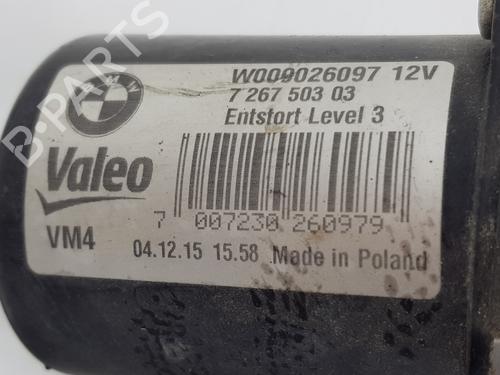 BMW
W000026097 12V
7 267 503 03
Entstort Level 3
Valeo
7 007230 260979
VM4
04.12.15 15.58 Made in Poland
B-PARTS